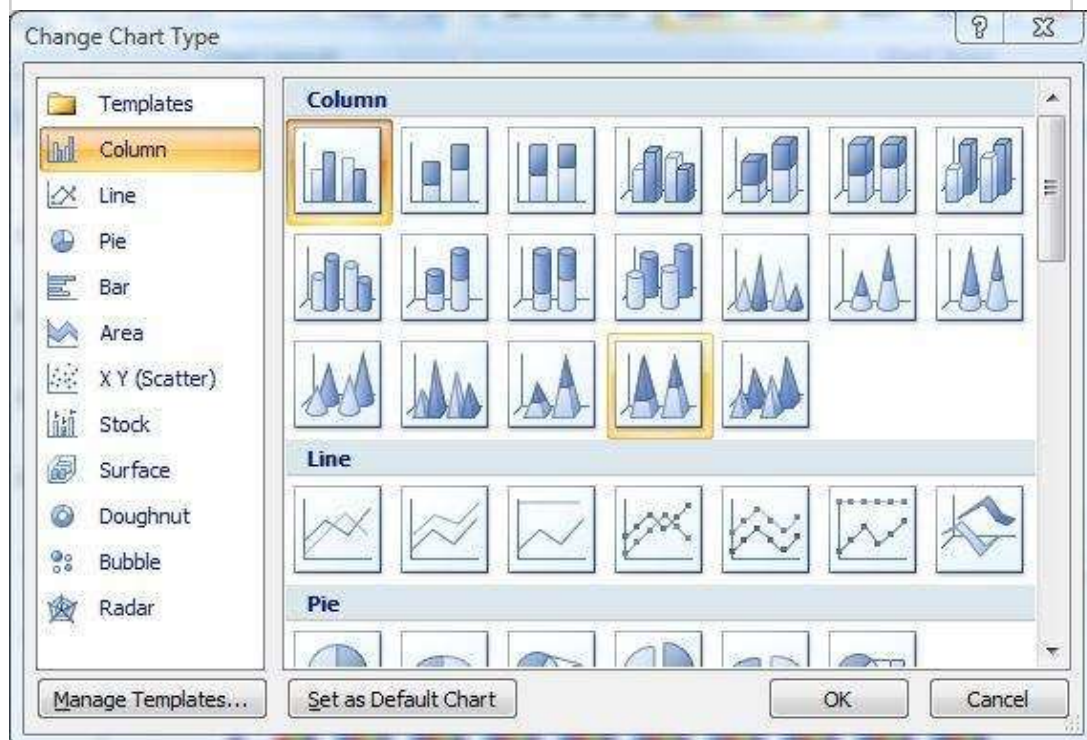 Change Chart Type
?
Templates
Column
Line
Pie
Bar
Area
X Y (Scatter)
Stock
Surface
Doughnut
Bubble
Radar
Column
Line
Pie
Manage Templates...
Set as Default Chart
OK
Cancel